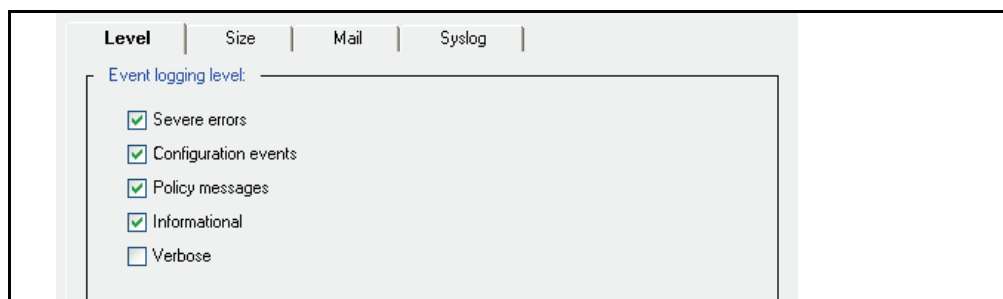 Level Size Mail Syslog
Event logging level:
Severe errors
Configuration events
Policy messages
Informational
Verbose